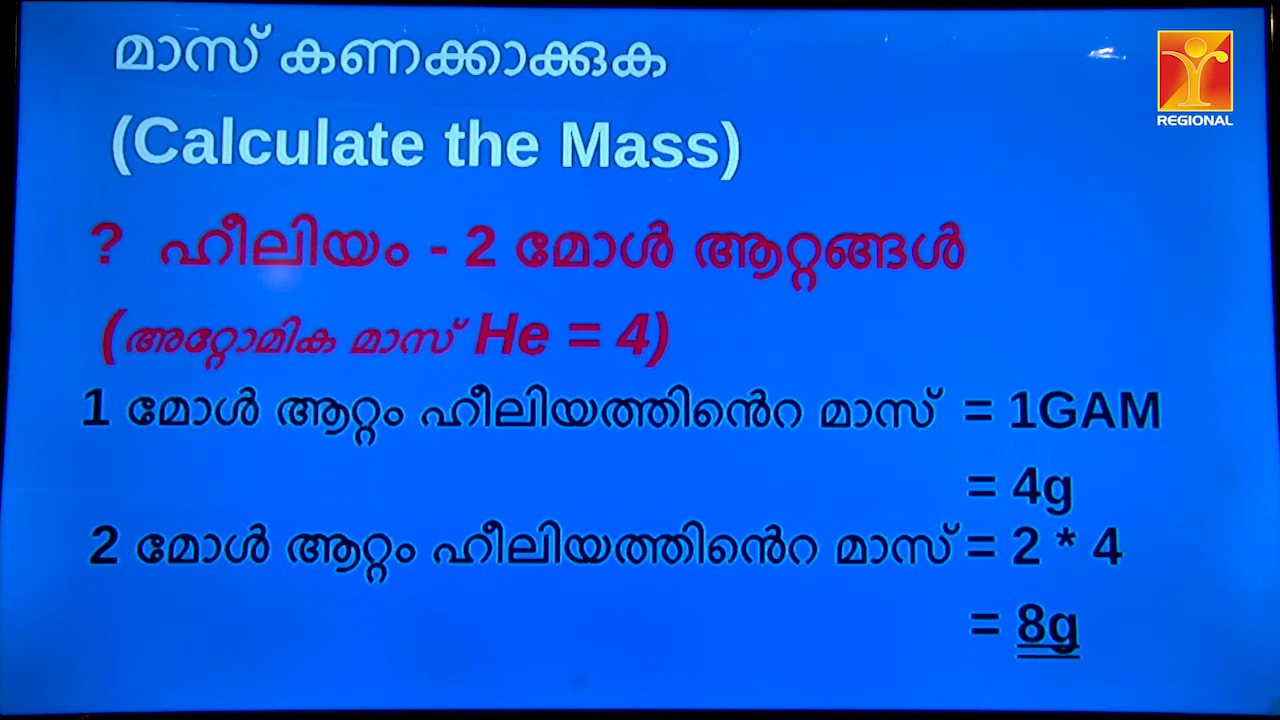 മാസ് കണക്കാക്കുക
(Calculate the Mass)
? ഹീലിയം - 2 മോൾ ആറ്റങ്ങൾ
(അറ്റോമിക മാസ് He = 4)
1 മോൾ ആറ്റം ഹീലിയത്തിൻെറ മാസ് = 1GAM
= 4g
2 മോൾ ആറ്റം ഹീലിയത്തിൻെറ മാസ് = 2 * 4
= 8g
REGIONAL